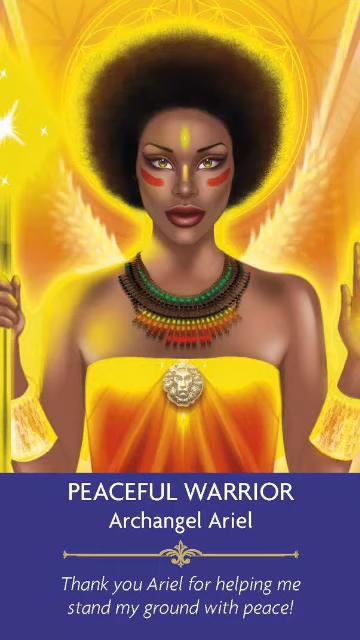 PEACEFUL WARRIOR
Archangel Ariel
Thank you Ariel for helping me
stand my ground with peace!